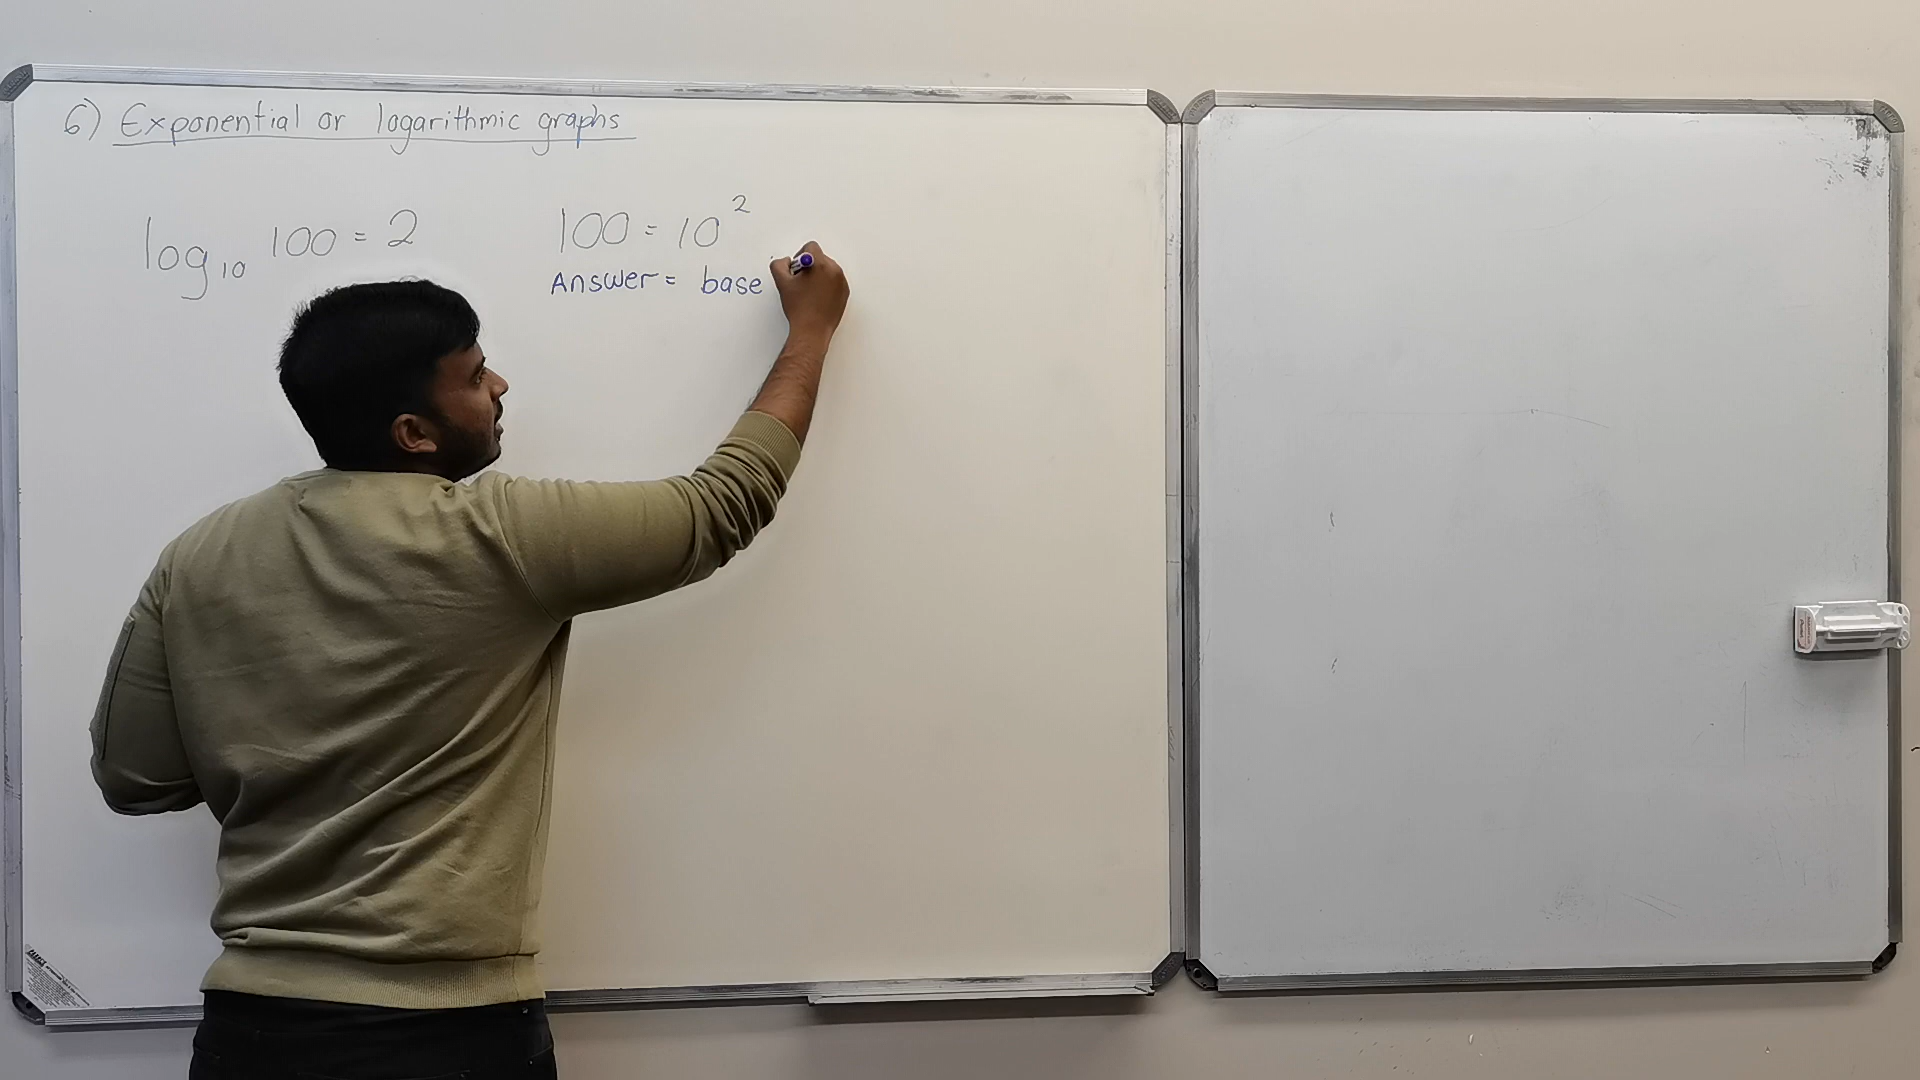 6) Exponential or logarithmic graphs
log₁₀ 100 = 2 100 = 10²
Answer = base